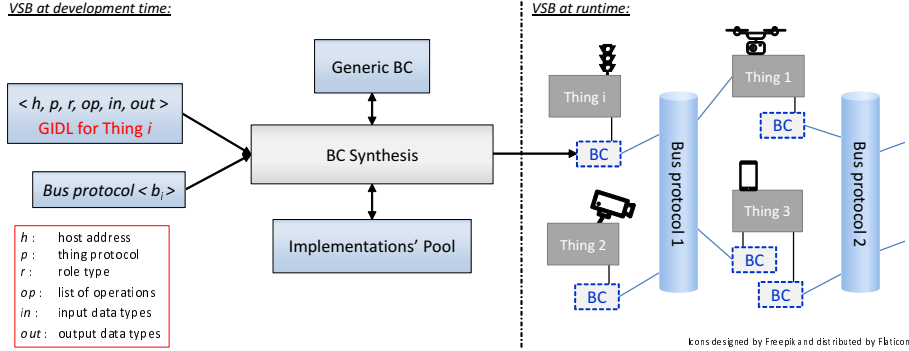 VSB at development time:
Generic BC
< h, p, r, op, in, out >
GIDL for Thing i
BC Synthesis
Bus protocol < bi >
Implementations' Pool
h : host address
p : thing protocol
r : role type
op : list of operations
in : input data types
out : output data types
VSB at runtime:
Thing i
BC
Thing 1
BC
Bus protocol 1
Bus protocol 2
Thing 2
BC
Thing 3
BC
BC
Icons designed by Freepik and distributed by Flaticon